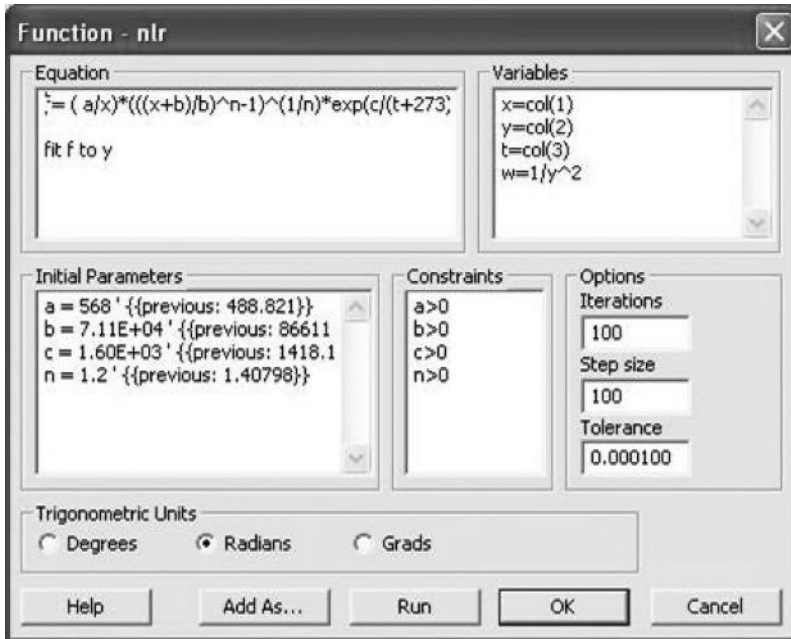 Function - nlr
Equation
= ( a/x)*(((x+b)/b)^n-1)^(1/n)*exp(c/(t+273)
fit f to y
Variables
x=col(1)
y=col(2)
t=col(3)
w=1/y^2
Initial Parameters
a = 568 ' {{previous: 488.821}}
b = 7.11E+04 ' {{previous: 86611
c = 1.60E+03 ' {{previous: 1418.1
n = 1.2 ' {{previous: 1.40798}}
Constraints
a>0
b>0
c>0
n>0
Options
Iterations
100
Step size
100
Tolerance
0.000100
Trigonometric Units
Degrees
Radians
Grads
Help
Add As...
Run
OK
Cancel